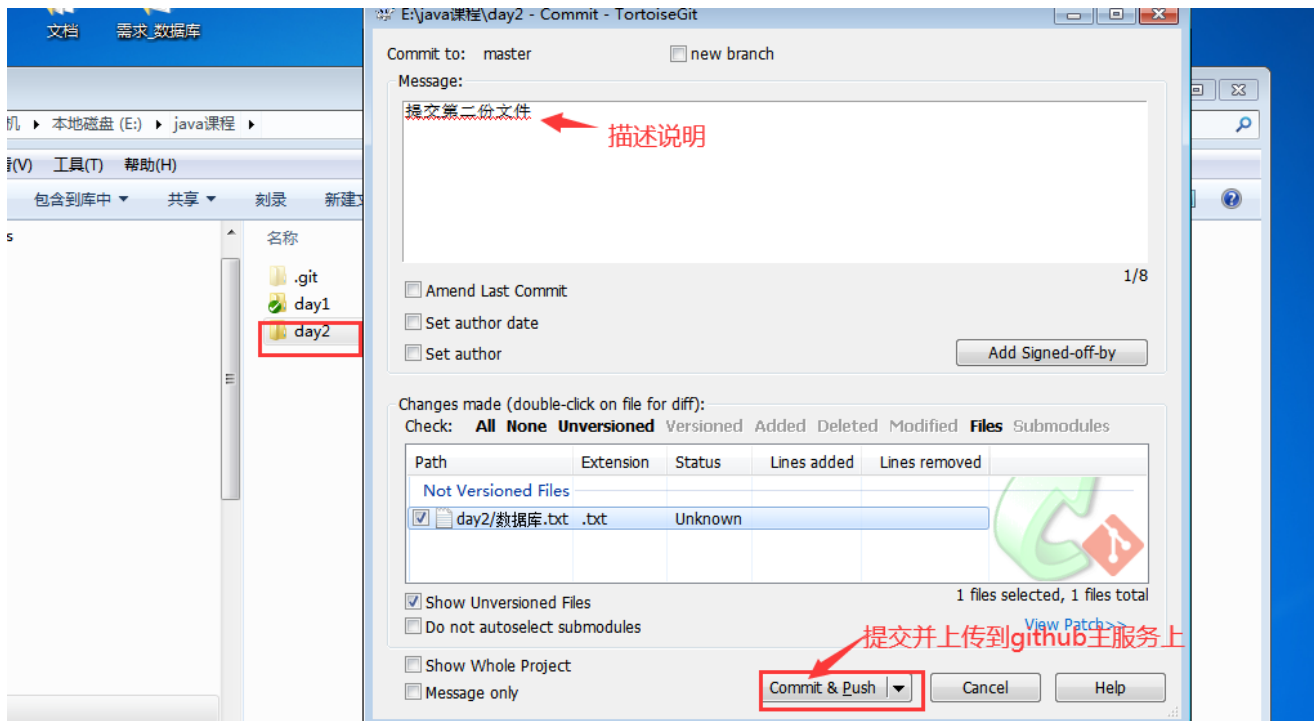 文档
需求_数据库
E:\java课程\day2 - Commit - TortoiseGit
Commit to: master
new branch
Message:
提交第二份文件
描述说明
机 ▸ 本地磁盘 (E:) ▸ java课程 ▸
(V) 工具(T) 帮助(H)
包含到库中 共享 刻录 新建
s
名称
.git
day1
day2
1/8
Amend Last Commit
Set author date
Set author
Add Signed-off-by
Changes made (double-click on file for diff):
Check: All None Unversioned Versioned Added Deleted Modified Files Submodules
Path Extension Status Lines added Lines removed
Not Versioned Files
day2/数据库.txt .txt Unknown
Show Unversioned Files
1 files selected, 1 files total
Do not autoselect submodules
View Patch>>
提交并上传到github主服务上
Show Whole Project
Message only
Commit & Push
Cancel
Help